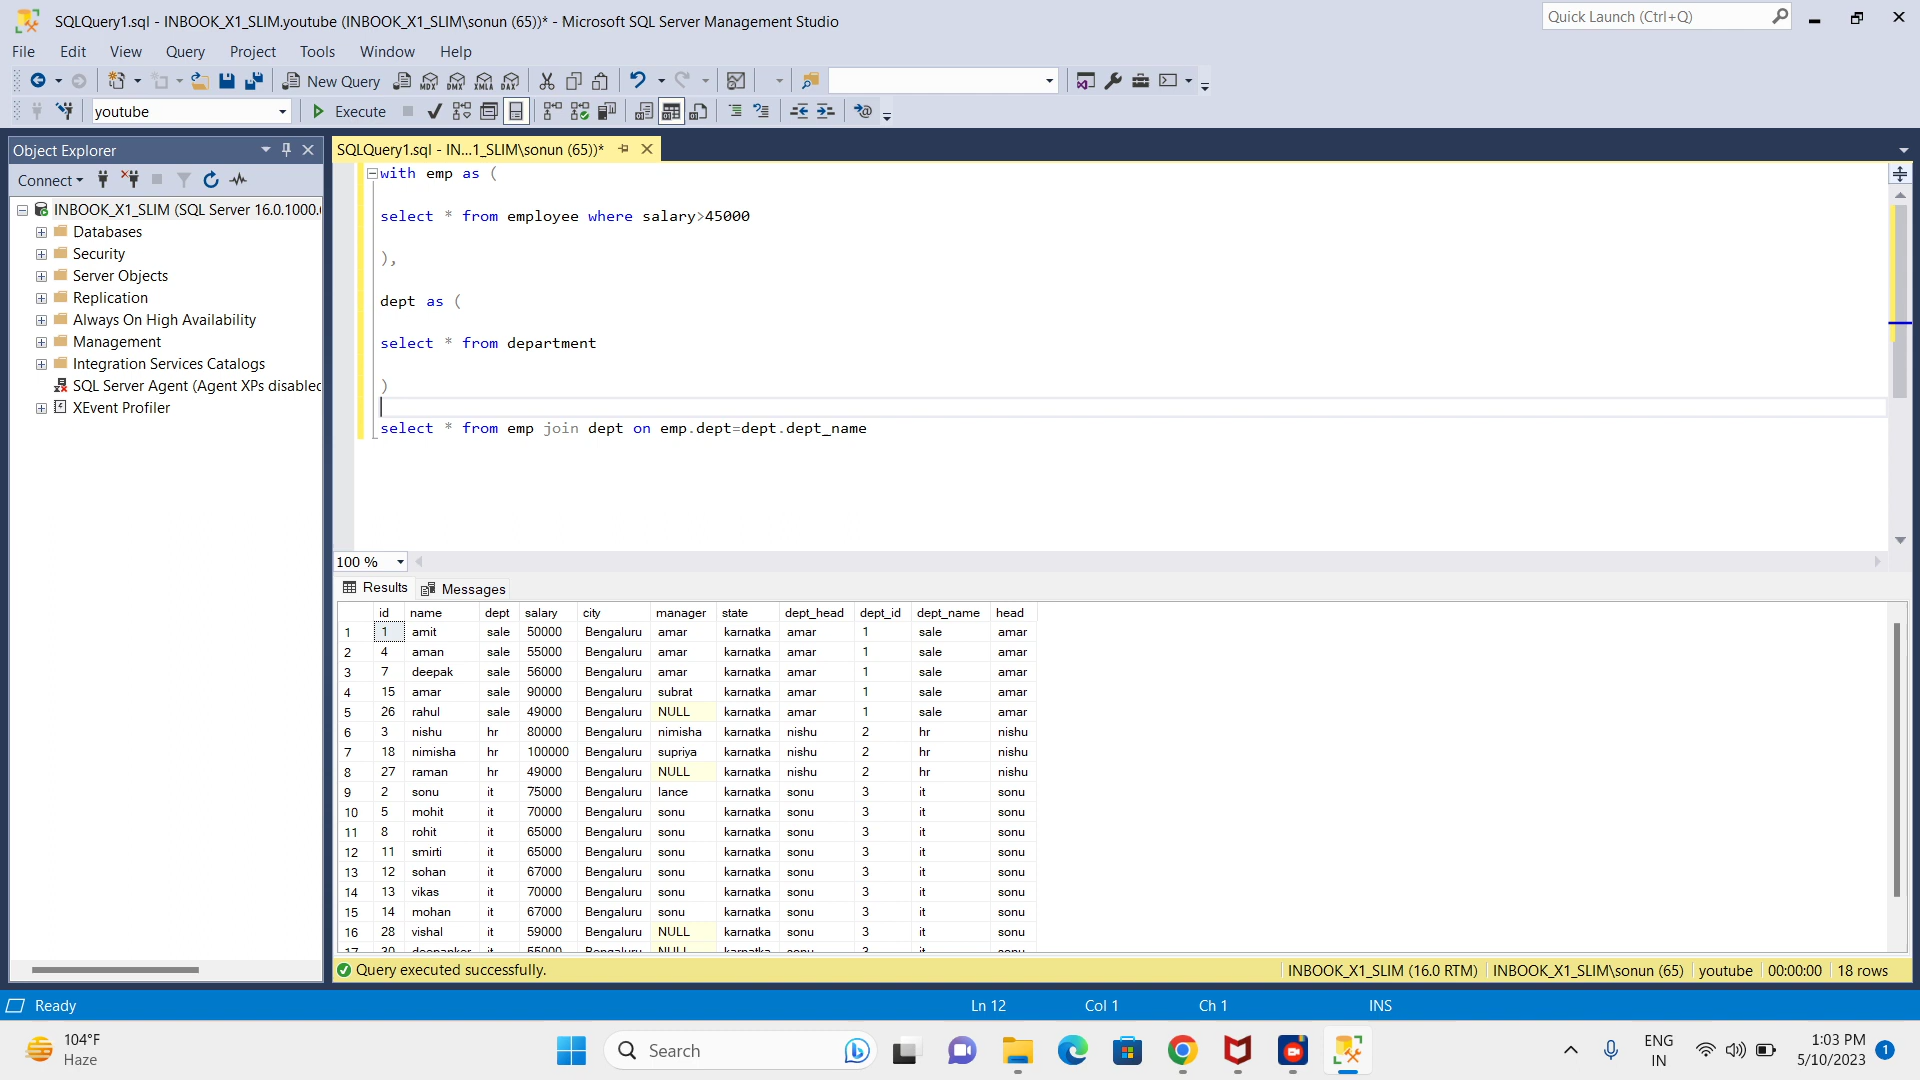 SQLQuery1.sql - INBOOK_X1_SLIM.youtube (INBOOK_X1_SLIM\sonun (65))* - Microsoft SQL Server Management Studio
Quick Launch (Ctrl+Q)
File Edit View Query Project Tools Window Help
New Query MDX DMX XMLA DAX
youtube Execute
Object Explorer
SQLQuery1.sql - IN...1_SLIM\sonun (65))*
Connect
INBOOK_X1_SLIM (SQL Server 16.0.1000.
Databases
Security
Server Objects
Replication
Always On High Availability
Management
Integration Services Catalogs
SQL Server Agent (Agent XPs disabled
XEvent Profiler
with emp as (
select * from employee where salary>45000
),
dept as (
select * from department
)
select * from emp join dept on emp.dept=dept.dept_name
100 %
Results Messages
id name dept salary city manager state dept_head dept_id dept_name head
1 1 amit sale 50000 Bengaluru amar karnatka amar 1 sale amar
2 4 aman sale 55000 Bengaluru amar karnatka amar 1 sale amar
3 7 deepak sale 56000 Bengaluru amar karnatka amar 1 sale amar
4 15 amar sale 90000 Bengaluru subrat karnatka amar 1 sale amar
5 26 rahul sale 49000 Bengaluru NULL karnatka amar 1 sale amar
6 3 nishu hr 80000 Bengaluru nimisha karnatka nishu 2 hr nishu
7 18 nimisha hr 100000 Bengaluru supriya karnatka nishu 2 hr nishu
8 27 raman hr 49000 Bengaluru NULL karnatka nishu 2 hr nishu
9 2 sonu it 75000 Bengaluru lance karnatka sonu 3 it sonu
10 5 mohit it 70000 Bengaluru sonu karnatka sonu 3 it sonu
11 8 rohit it 65000 Bengaluru sonu karnatka sonu 3 it sonu
12 11 smirti it 65000 Bengaluru sonu karnatka sonu 3 it sonu
13 12 sohan it 67000 Bengaluru sonu karnatka sonu 3 it sonu
14 13 vikas it 70000 Bengaluru sonu karnatka sonu 3 it sonu
15 14 mohan it 67000 Bengaluru sonu karnatka sonu 3 it sonu
16 28 vishal it 59000 Bengaluru NULL karnatka sonu 3 it sonu
17 30 deepanker it 55000 Bengaluru NULL karnatka sonu 3 it sonu
Query executed successfully. INBOOK_X1_SLIM (16.0 RTM) INBOOK_X1_SLIM\sonun (65) youtube 00:00:00 18 rows
Ready Ln 12 Col 1 Ch 1 INS
104°F
Haze
Search
ENG
IN
1:03 PM
5/10/2023
1